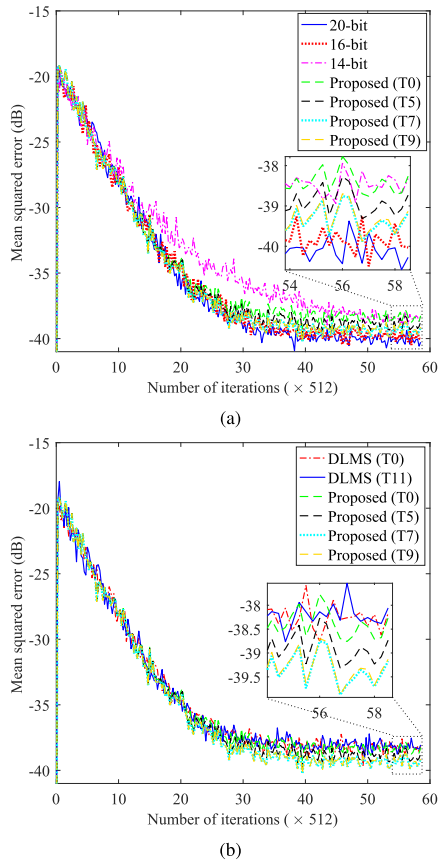 -15
-20
-25
-30
-35
-40
Mean squared error (dB)
20-bit
16-bit
14-bit
Proposed (T0)
Proposed (T5)
Proposed (T7)
Proposed (T9)
-38
-39
-40
54 56 58
0 10 20 30 40 50 60
Number of iterations ( × 512)
(a)
-15
-20
-25
-30
-35
-40
Mean squared error (dB)
DLMS (T0)
DLMS (T11)
Proposed (T0)
Proposed (T5)
Proposed (T7)
Proposed (T9)
-38
-38.5
-39
-39.5
56 58
0 10 20 30 40 50 60
Number of iterations ( × 512)
(b)